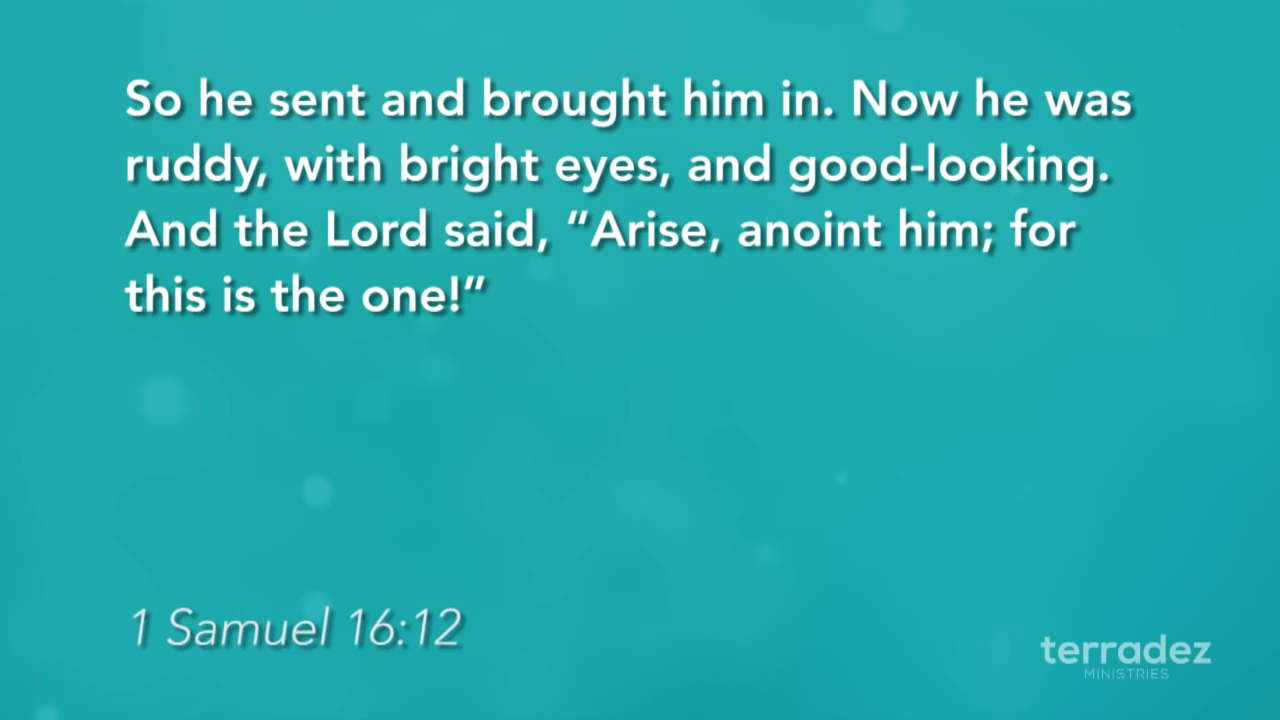 So he sent and brought him in. Now he was
ruddy, with bright eyes, and good-looking.
And the Lord said, “Arise, anoint him; for
this is the one!”
1 Samuel 16:12
terradez
MINISTRIES